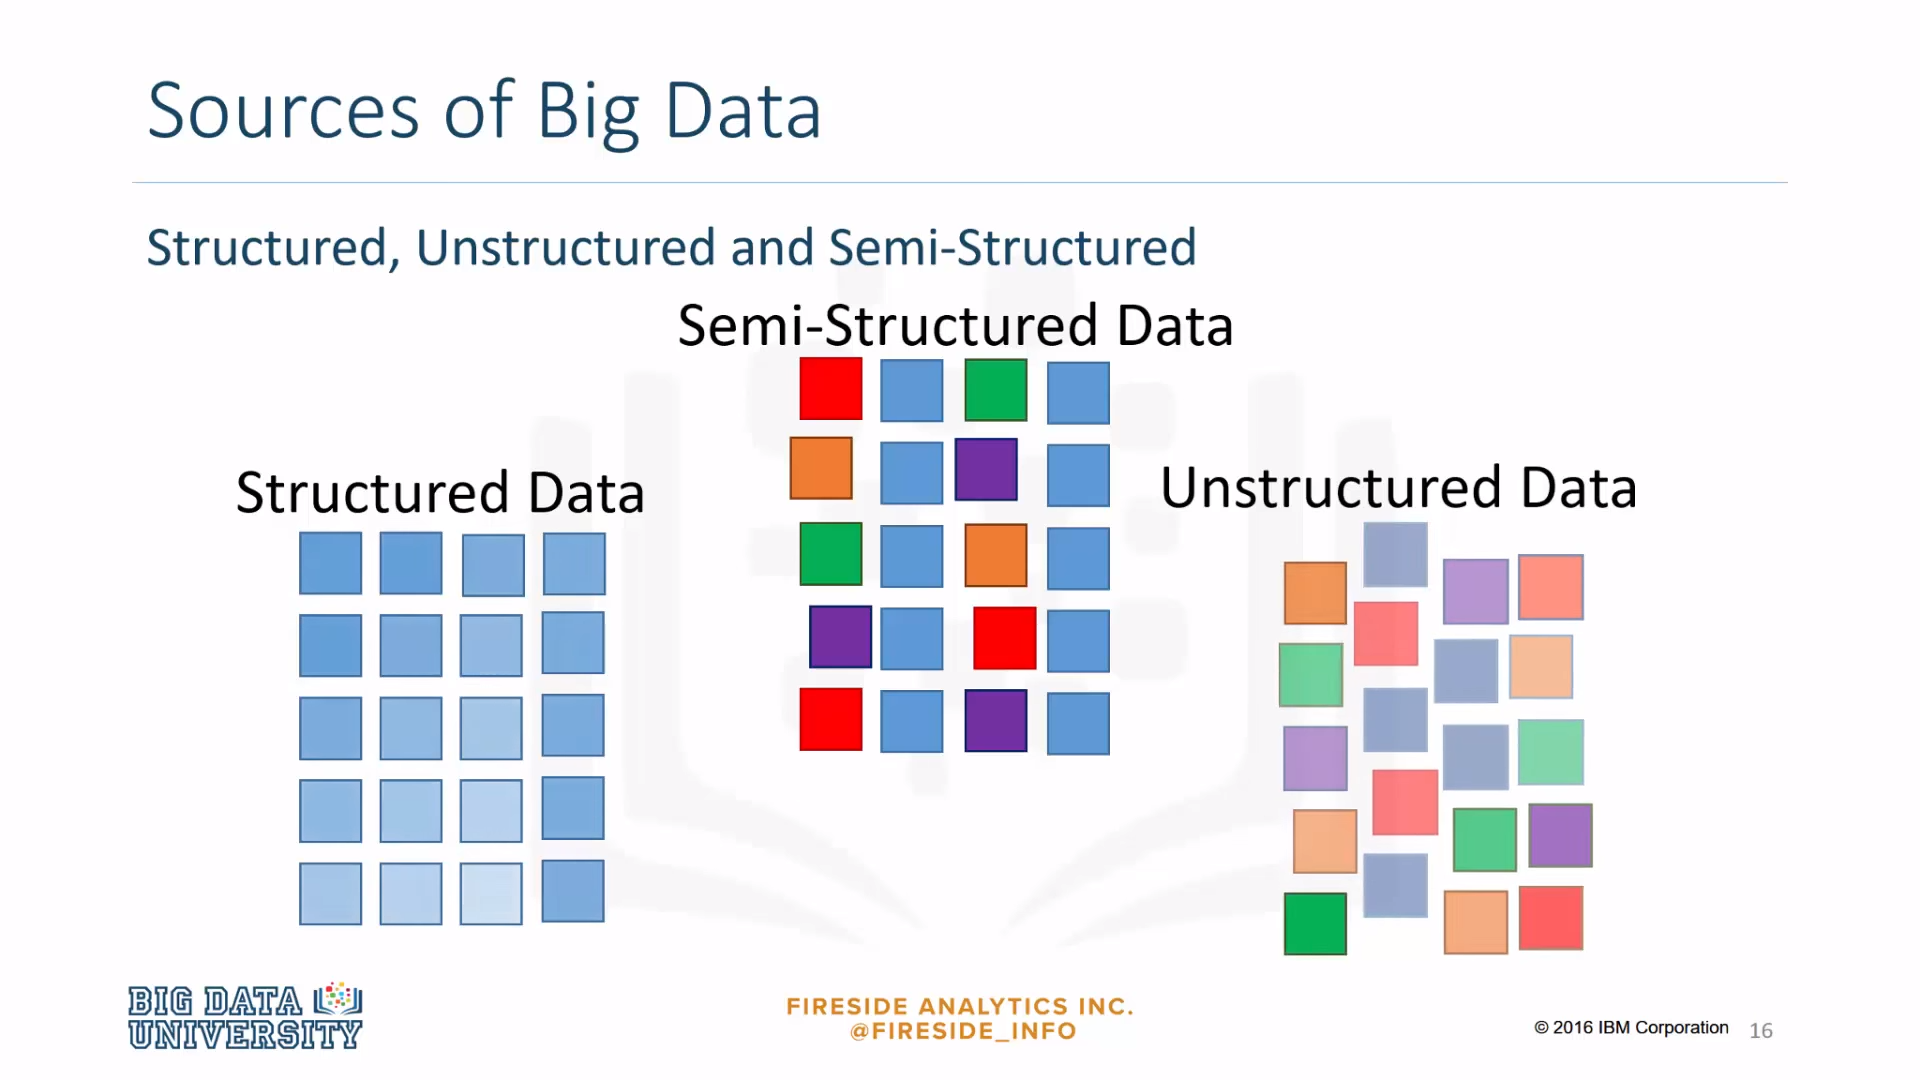 Sources of Big Data
Structured, Unstructured and Semi-Structured
Semi-Structured Data
Structured Data
Unstructured Data
BIG DATA
UNIVERSITY
FIRESIDE ANALYTICS INC.
@FIRESIDE_INFO
© 2016 IBM Corporation
16